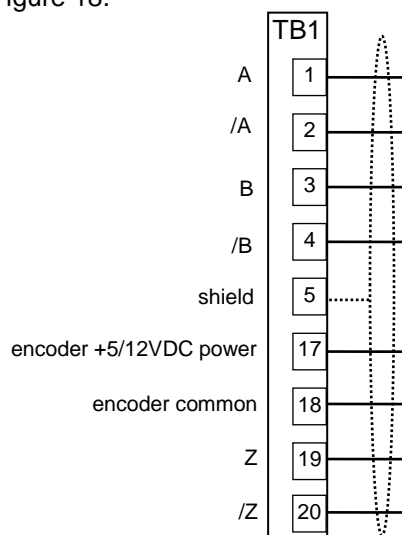 igure 18.
TB1
A 1
/A 2
B 3
/B 4
shield 5
encoder +5/12VDC power 17
encoder common 18
Z 19
/Z 20